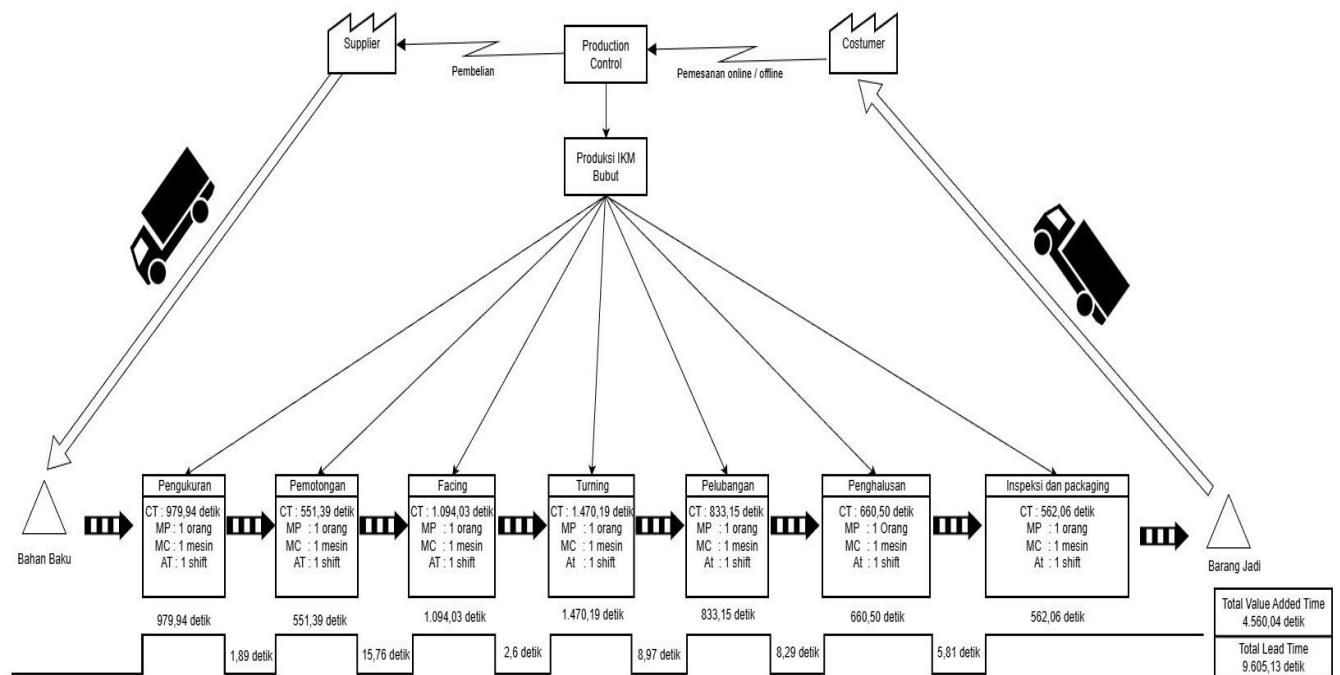 Supplier
Pembelian
Production
Control
Pemesanan online / offline
Costumer
Produksi IKM
Bubut
Bahan Baku
Pengukuran
CT : 979,94 detik
MP : 1 orang
MC : 1 mesin
AT : 1 shift
Pemotongan
CT : 551,39 detik
MP : 1 orang
MC : 1 mesin
AT : 1 shift
Facing
CT : 1.094,03 detik
MP : 1 orang
MC : 1 mesin
AT : 1 shift
Turning
CT : 1.470,19 detik
MP : 1 orang
MC : 1 mesin
At : 1 shift
Pelubangan
CT : 833,15 detik
MP : 1 orang
MC : 1 mesin
At : 1 shift
Penghalusan
CT : 660,50 detik
MP : 1 Orang
MC : 1 mesin
At : 1 shift
Inspeksi dan packaging
CT : 562,06 detik
MP : 1 orang
MC : 1 mesin
At : 1 shift
Barang Jadi
979,94 detik
551,39 detik
1.094,03 detik
1.470,19 detik
833,15 detik
660,50 detik
562,06 detik
1,89 detik
15,76 detik
2,6 detik
8,97 detik
8,29 detik
5,81 detik
Total Value Added Time
4.560,04 detik
Total Lead Time
9.605,13 detik